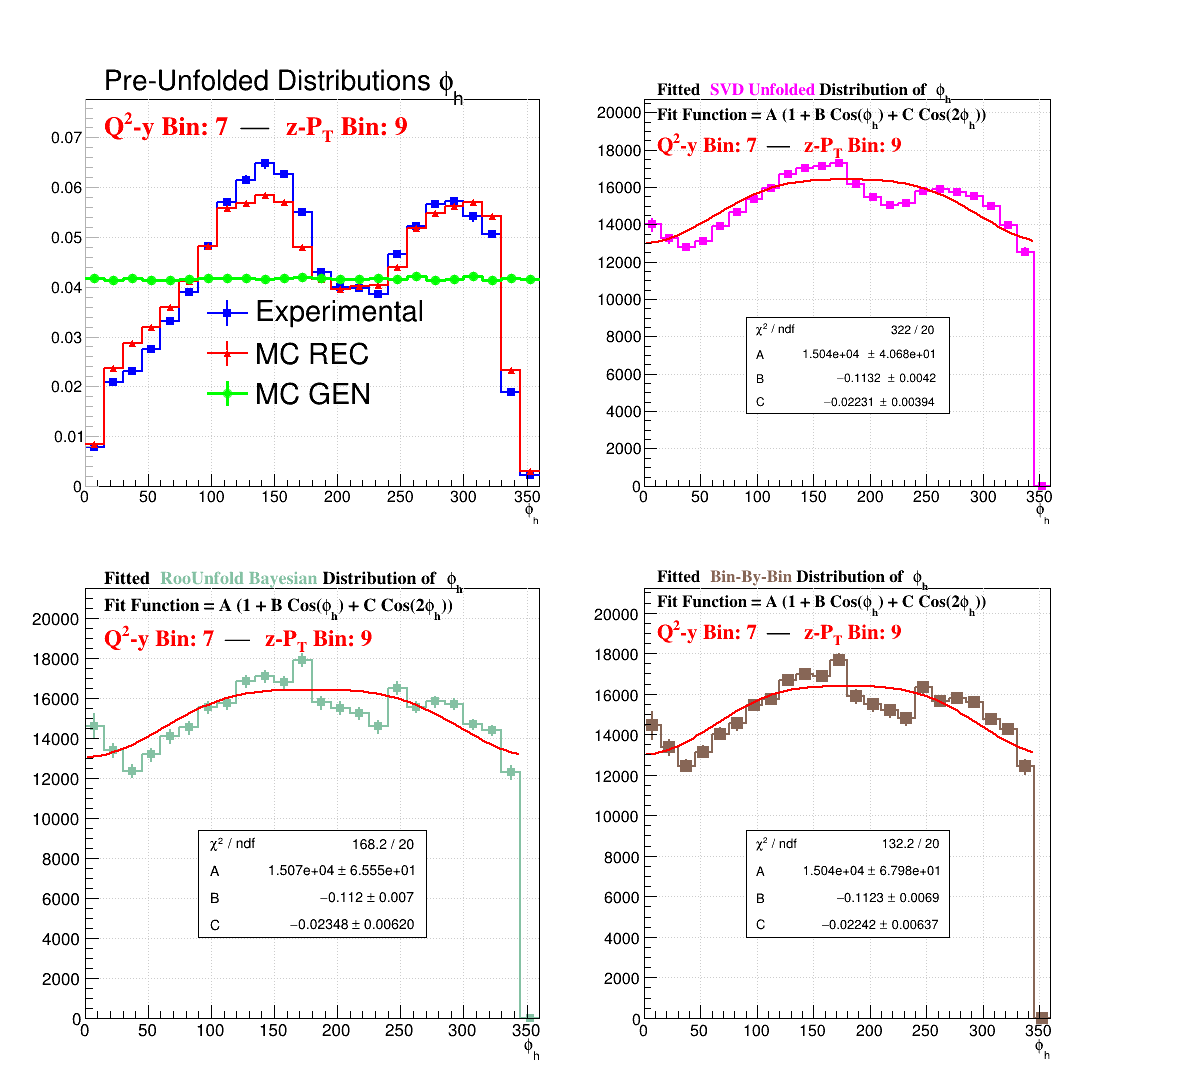 Pre-Unfolded Distributions ϕh
Q2-y Bin: 7 — z-PT Bin: 9
0.07
0.06
0.05
0.04
0.03
0.02
0.01
0
Experimental
MC REC
MC GEN
0 50 100 150 200 250 300 350
ϕh
Fitted SVD Unfolded Distribution of ϕh
Fit Function = A (1 + B Cos(ϕh) + C Cos(2ϕh))
Q2-y Bin: 7 — z-PT Bin: 9
20000
18000
16000
14000
12000
10000
8000
6000
4000
2000
0
χ2 / ndf 322 / 20
A 1.504e+04 ± 4.068e+01
B −0.1132 ± 0.0042
C −0.02231 ± 0.00394
0 50 100 150 200 250 300 350
ϕh
Fitted RooUnfold Bayesian Distribution of ϕh
Fit Function = A (1 + B Cos(ϕh) + C Cos(2ϕh))
Q2-y Bin: 7 — z-PT Bin: 9
20000
18000
16000
14000
12000
10000
8000
6000
4000
2000
0
χ2 / ndf 168.2 / 20
A 1.507e+04 ± 6.555e+01
B −0.112 ± 0.007
C −0.02348 ± 0.00620
0 50 100 150 200 250 300 350
ϕh
Fitted Bin-By-Bin Distribution of ϕh
Fit Function = A (1 + B Cos(ϕh) + C Cos(2ϕh))
Q2-y Bin: 7 — z-PT Bin: 9
20000
18000
16000
14000
12000
10000
8000
6000
4000
2000
0
χ2 / ndf 132.2 / 20
A 1.504e+04 ± 6.798e+01
B −0.1123 ± 0.0069
C −0.02242 ± 0.00637
0 50 100 150 200 250 300 350
ϕh